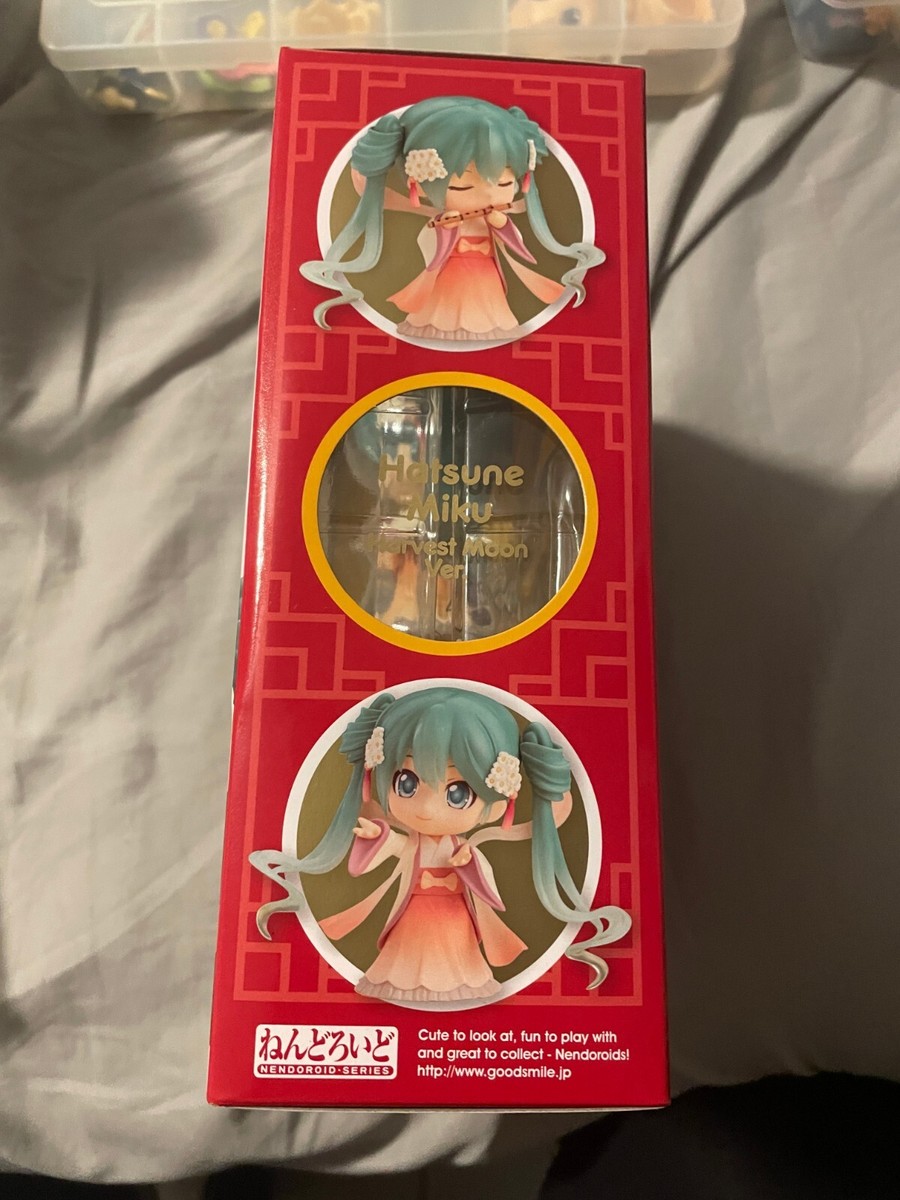 Hatsune
Miku
Harvest Moon
Ver.
ねんどろいど
NENDOROID·SERIES
Cute to look at, fun to play with
and great to collect - Nendoroids!
http://www.goodsmile.jp